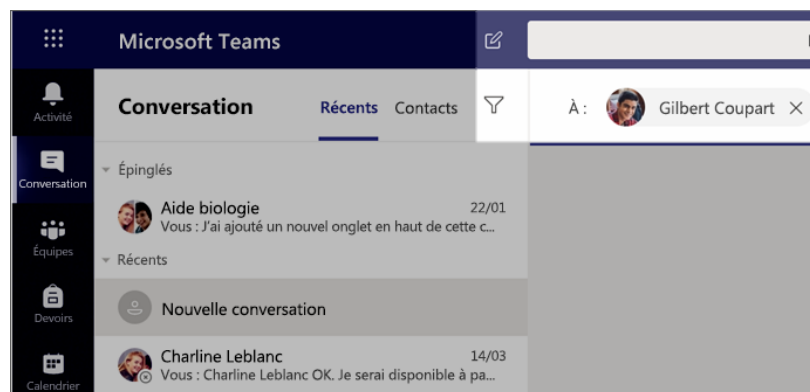 Microsoft Teams
Activité
Conversation
Équipes
Devoirs
Calendrier
Conversation Récents Contacts
Épinglés
Aide biologie 22/01
Vous : J'ai ajouté un nouvel onglet en haut de cette c...
Récents
Nouvelle conversation
Charline Leblanc 14/03
Vous : Charline Leblanc OK. Je serai disponible à pa...
À : Gilbert Coupart